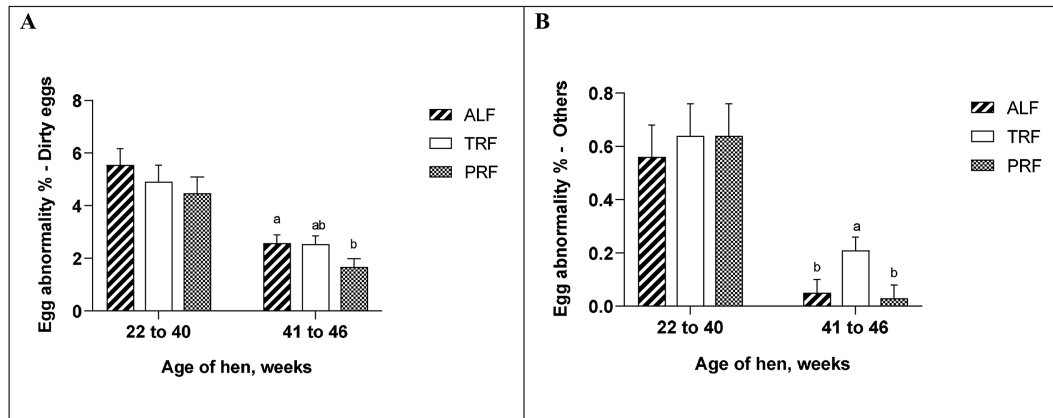 A
Egg abnormality % - Dirty eggs
8
6
4
2
0
a
ab
b
22 to 40
41 to 46
Age of hen, weeks
ALF
TRF
PRF
B
Egg abnormality % - Others
0.8
0.6
0.4
0.2
0.0
b
a
b
22 to 40
41 to 46
Age of hen, weeks
ALF
TRF
PRF